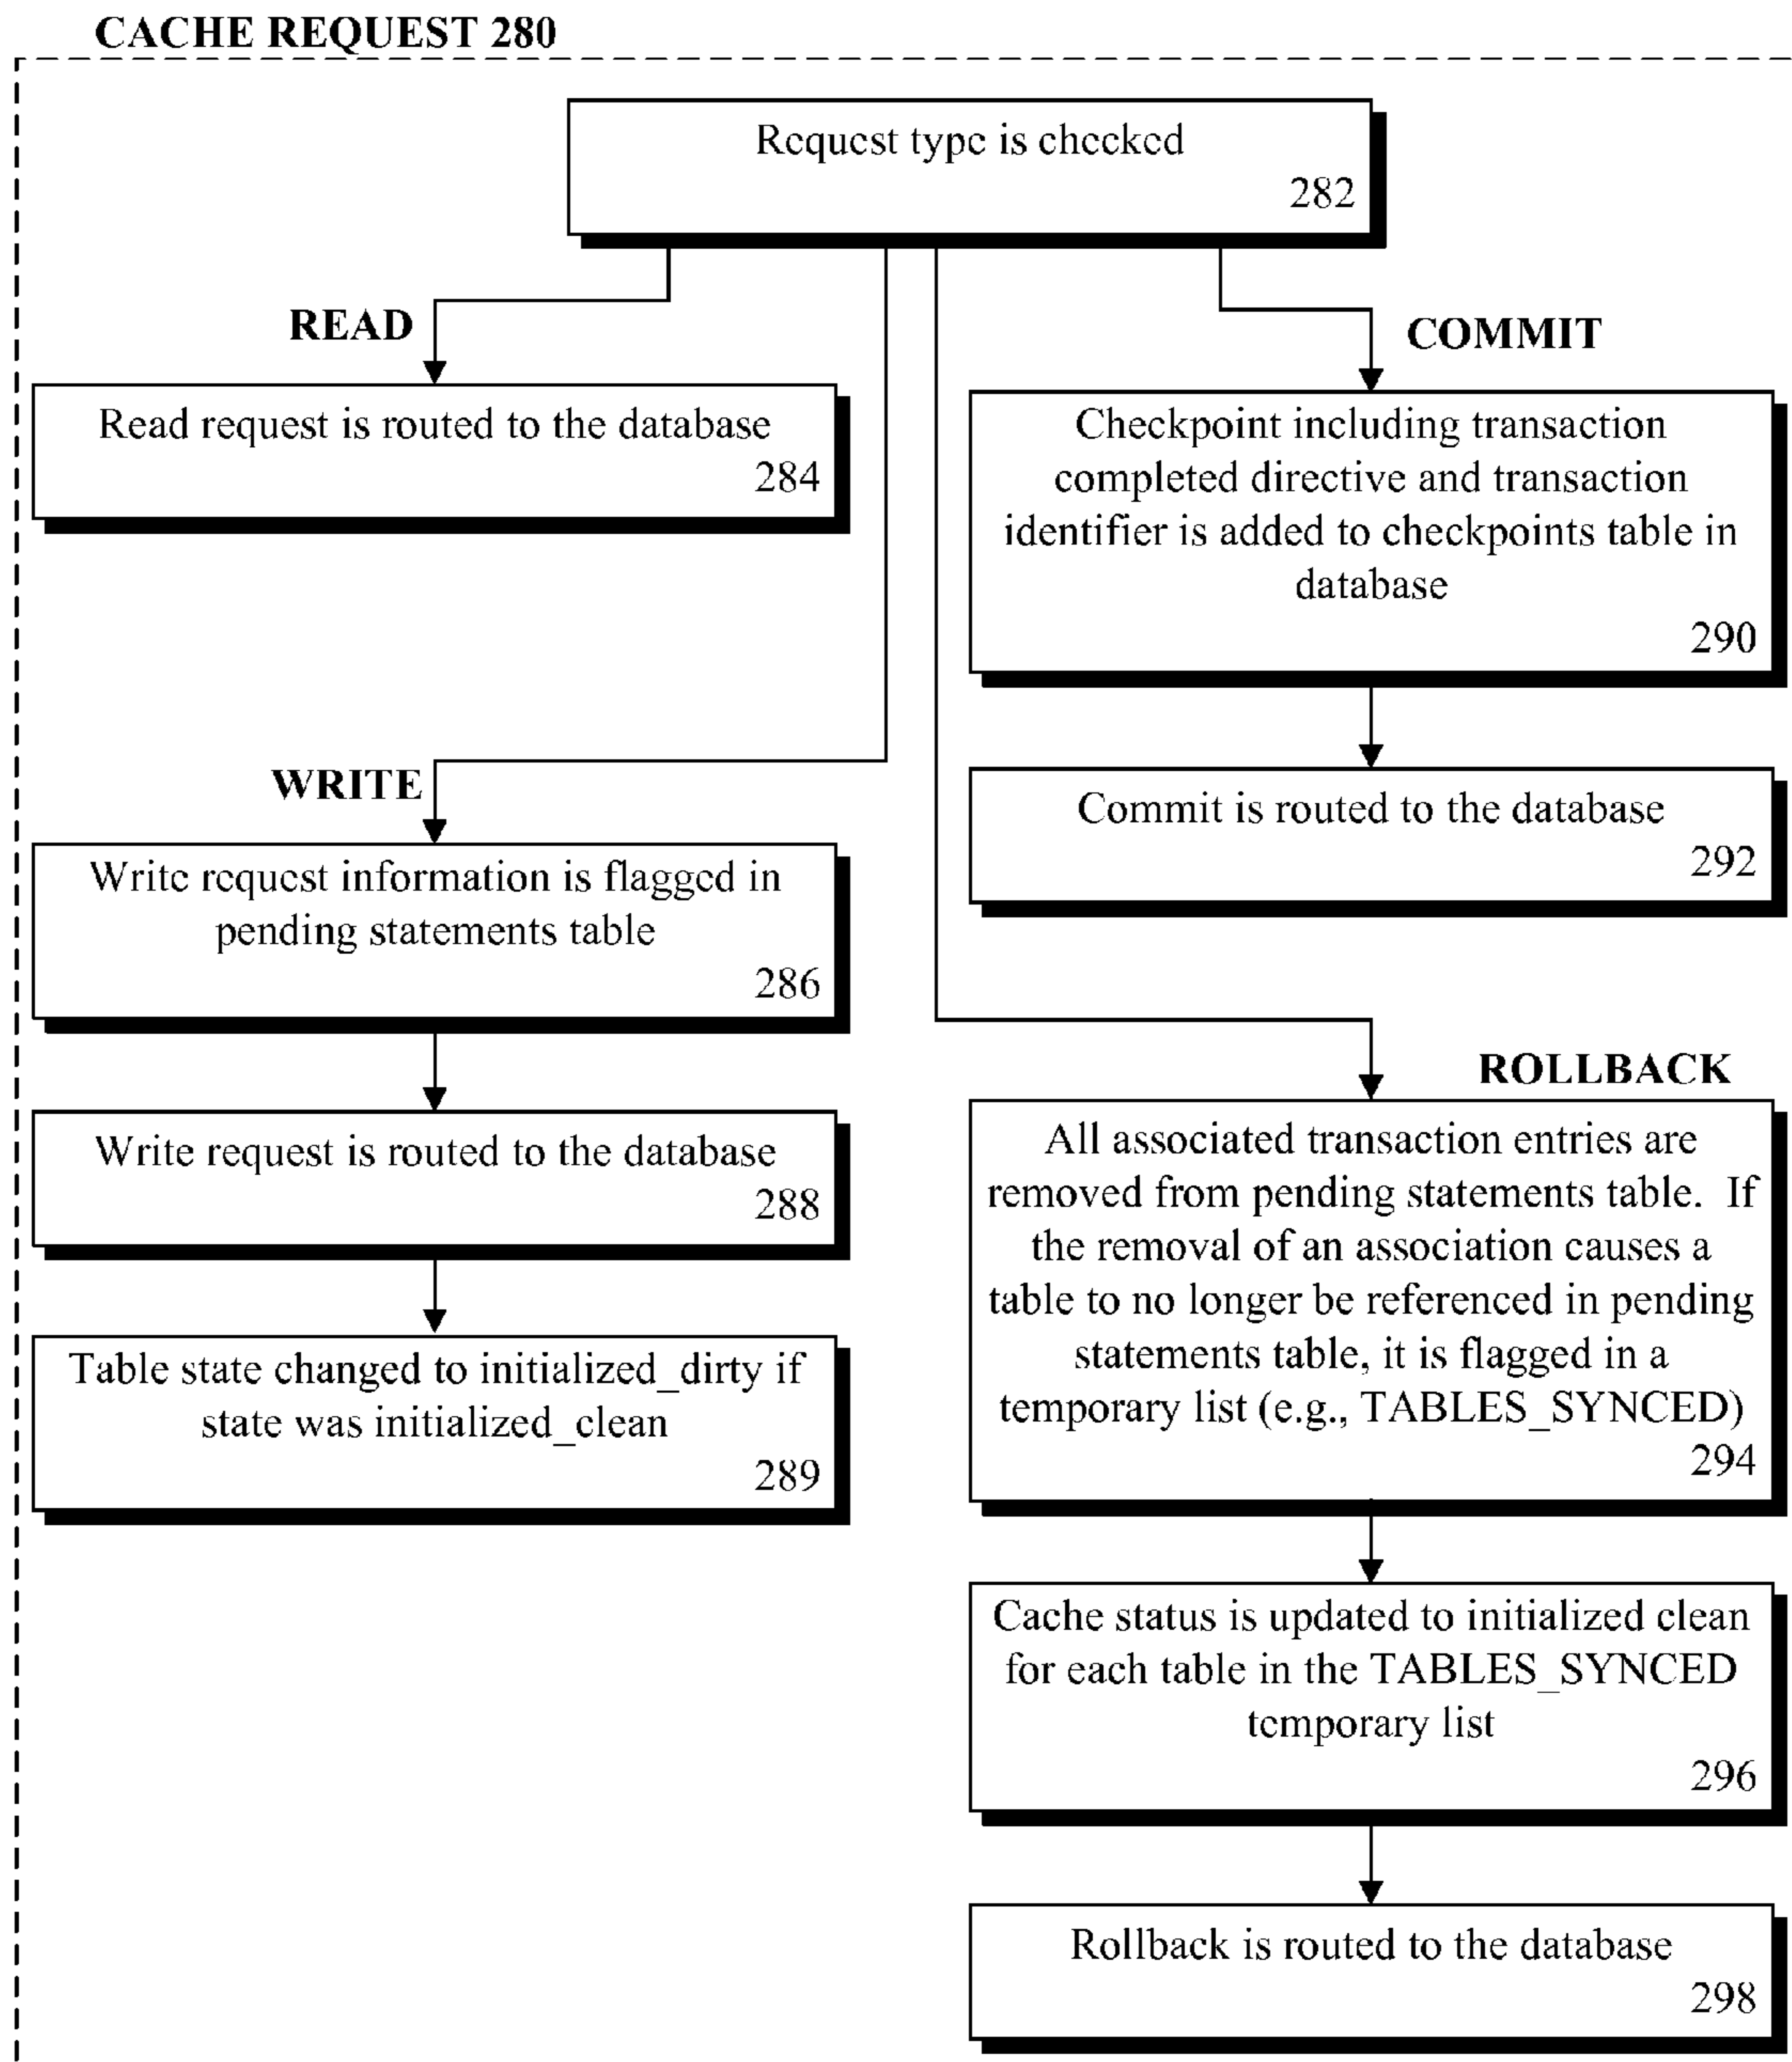 CACHE REQUEST 280
Request type is checked
282
READ
Read request is routed to the database
284
WRITE
Write request information is flagged in
pending statements table
286
Write request is routed to the database
288
Table state changed to initialized_dirty if
state was initialized_clean
289
COMMIT
Checkpoint including transaction
completed directive and transaction
identifier is added to checkpoints table in
database
290
Commit is routed to the database
292
ROLLBACK
All associated transaction entries are
removed from pending statements table. If
the removal of an association causes a
table to no longer be referenced in pending
statements table, it is flagged in a
temporary list (e.g., TABLES_SYNCED)
294
Cache status is updated to initialized clean
for each table in the TABLES_SYNCED
temporary list
296
Rollback is routed to the database
298